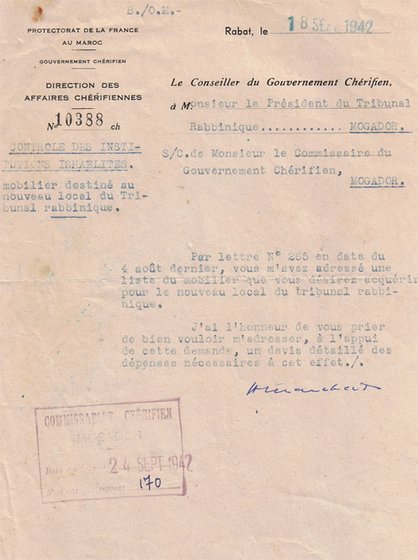 B./O.M.-
PROTECTORAT DE LA FRANCE
AU MAROC
GOUVERNEMENT CHÉRIFIEN
DIRECTION DES
AFFAIRES CHÉRIFIENNES
N° 10388 ch
CONTROLE DES INSTI-
TUTIONS ISRAELITES.
mobilier destiné au
nouveau local du Tri-
bunal rabbinique.
Rabat, le 18 SEPT. 1942
Le Conseiller du Gouvernement Chérifien,
à Monsieur le Président du Tribunal
Rabbinique............ MOGADOR.
S/C.de Monsieur le Commissaire du
Gouvernement Chérifien,
MOGADOR.
Par lettre N° 265 en date du
4 août dernier, vous m'avez adressé une
liste du mobilier que vous désirez acquérir
pour le nouveau local du tribunal rabbi-
nique.
J'ai l'honneur de vous prier
de bien vouloir m'adresser, à l'appui
de cette demande, un devis détaillé des
dépenses nécessaires à cet effet./.
COMMISSARIAT CHÉRIFIEN
24 SEPT 1942
170